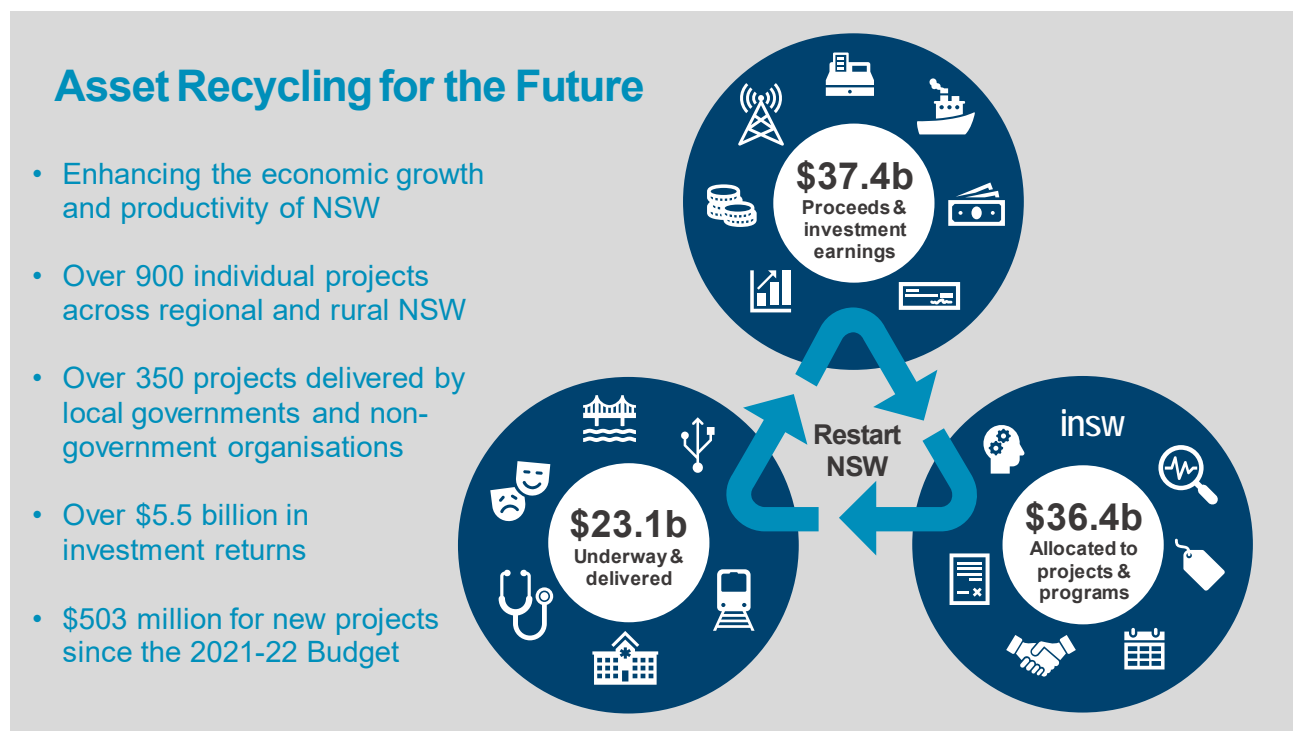 Asset Recycling for the Future
• Enhancing the economic growth
and productivity of NSW
• Over 900 individual projects
across regional and rural NSW
• Over 350 projects delivered by
local governments and non-
government organisations
• Over $5.5 billion in
investment returns
• $503 million for new projects
since the 2021-22 Budget
$37.4b
Proceeds &
investment
earnings
Restart
NSW
insw
$36.4b
Allocated to
projects &
programs
$23.1b
Underway &
delivered